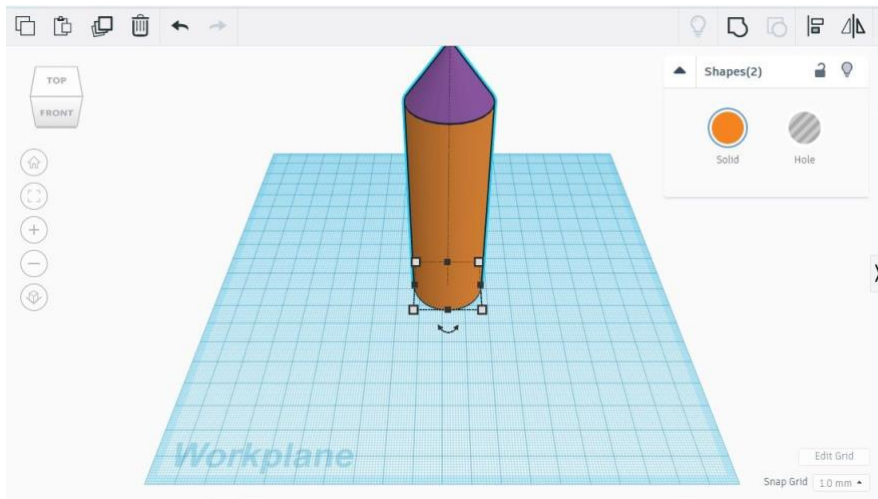 Shapes(2)
TOP
FRONT
Solid
Hole
Workplane
Edit Grid
Snap Grid 1.0 mm